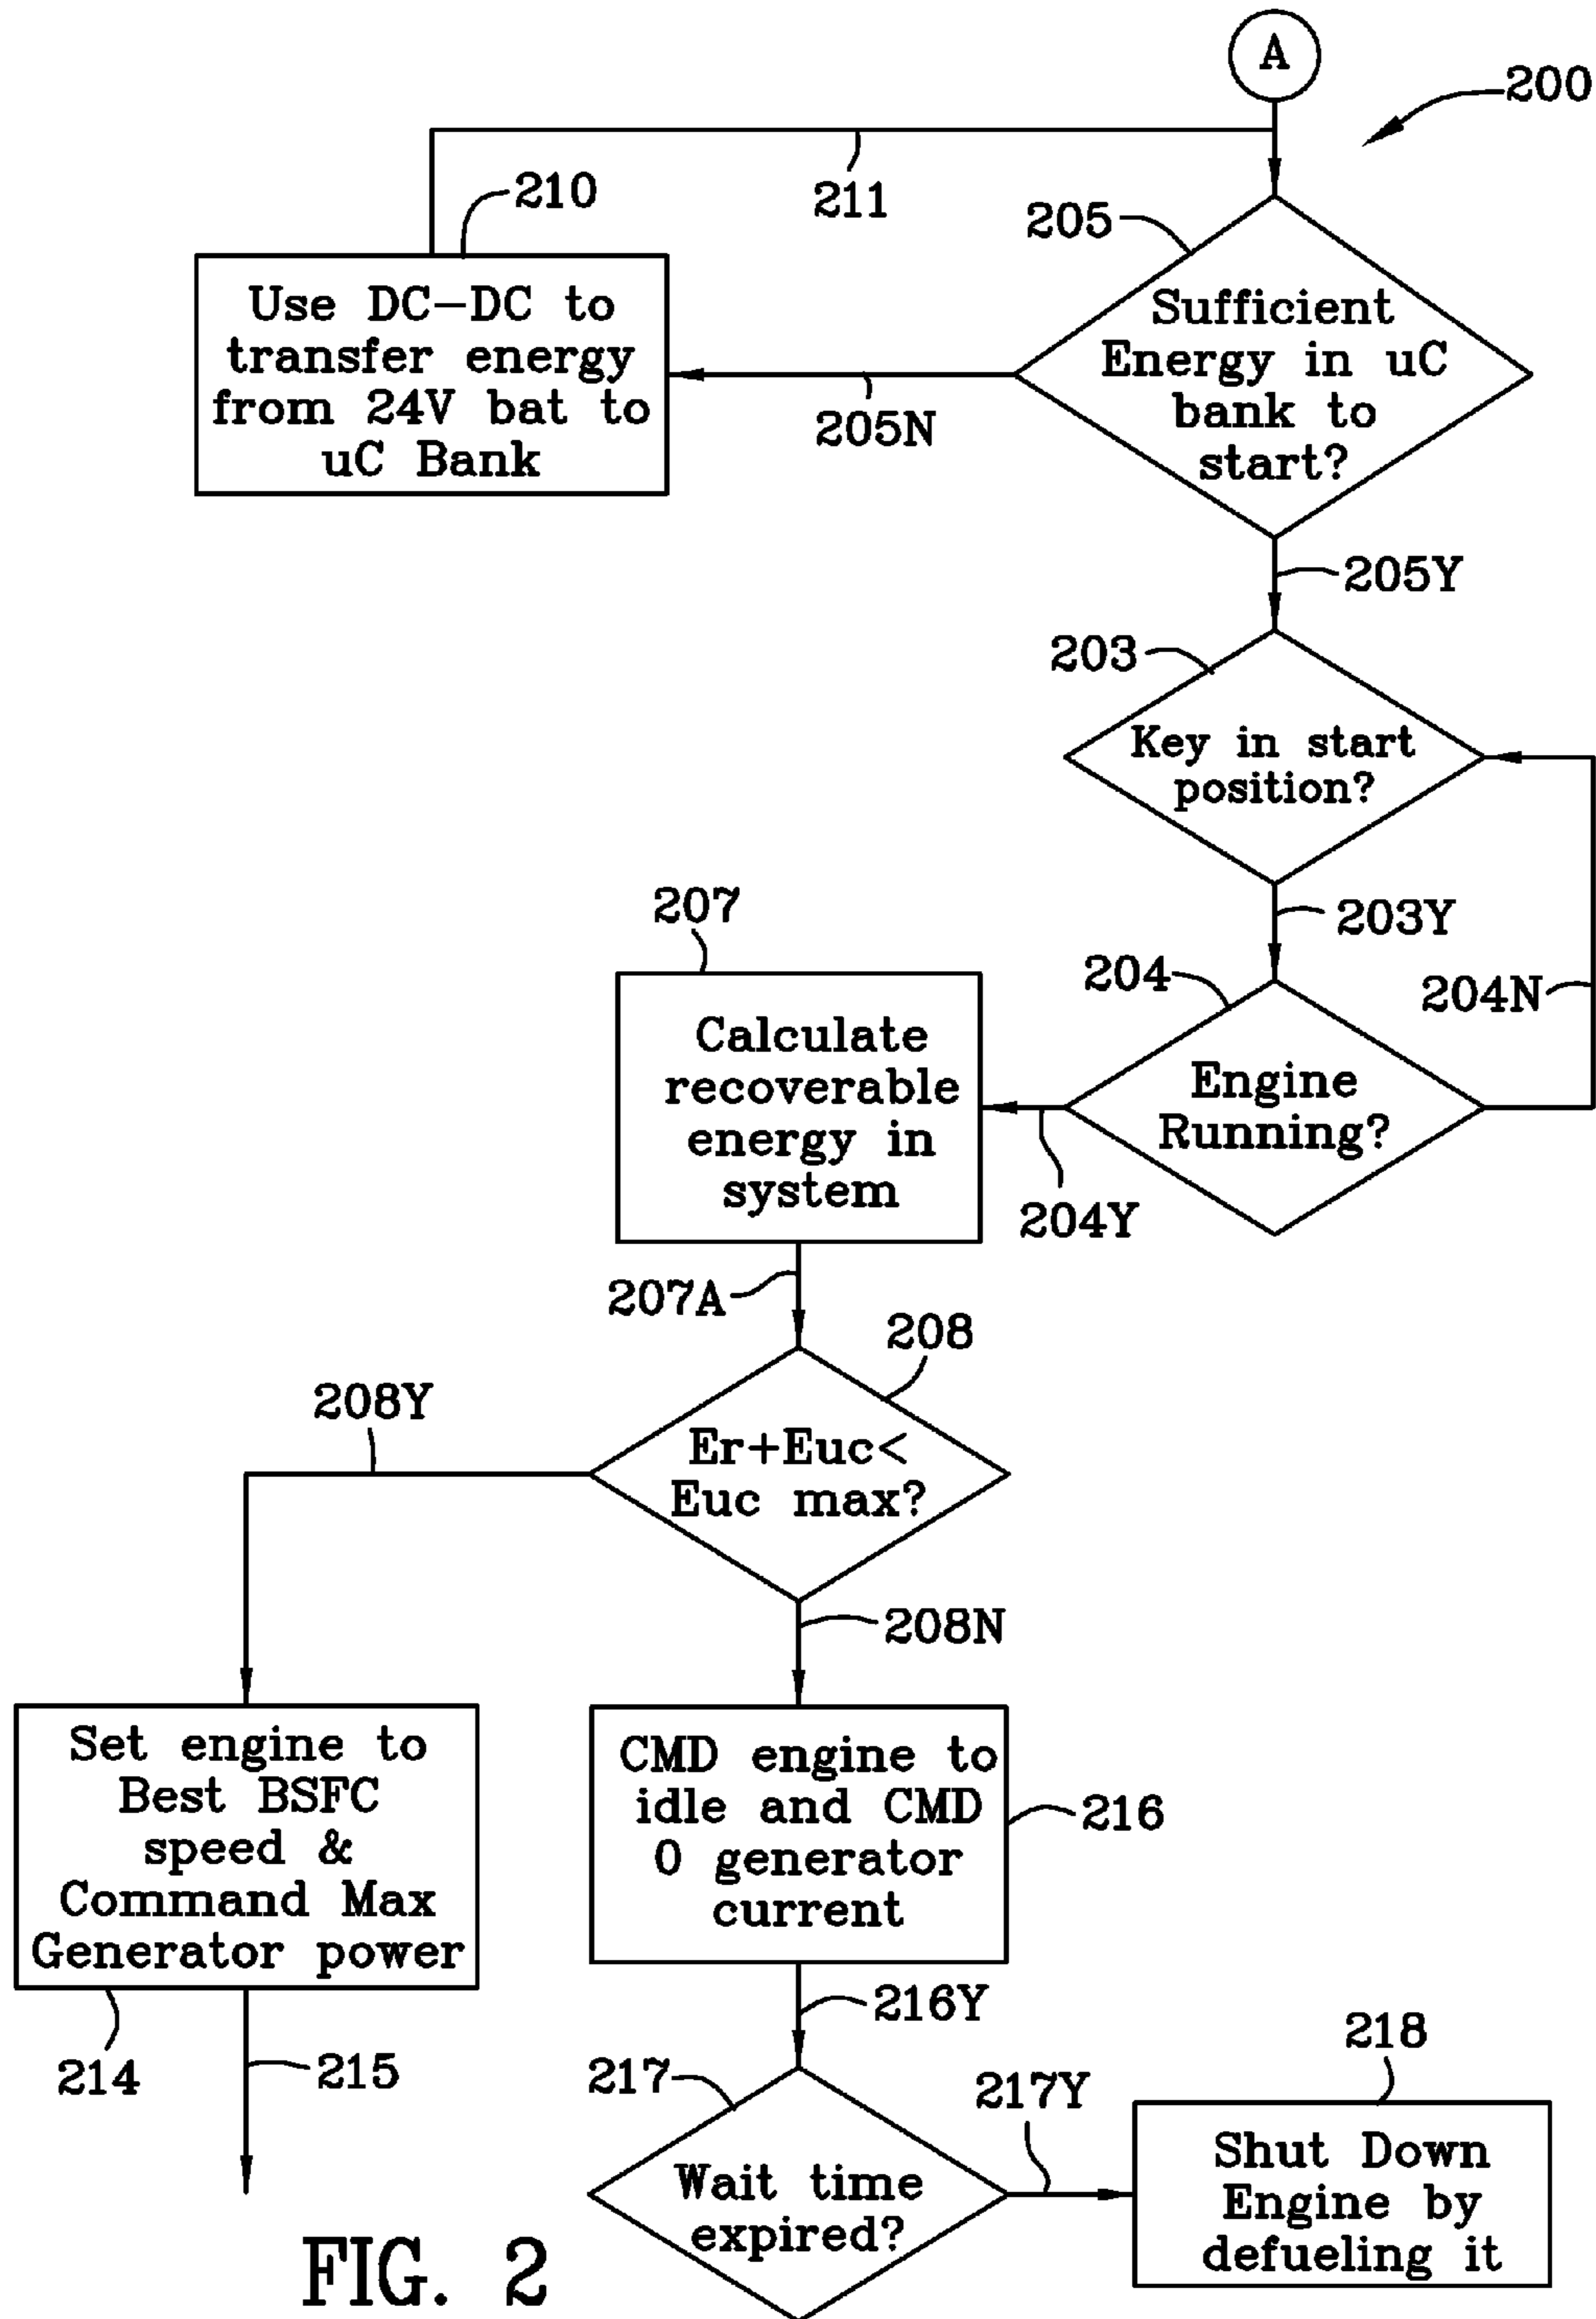 A
200
211
210
205
Use DC-DC to
transfer energy
from 24V bat to
uC Bank
Sufficient
Energy in uC
bank to
start?
205N
205Y
203
Key in start
position?
203Y
204
204N
207
Calculate
recoverable
energy in
system
Engine
Running?
204Y
207A
208
208Y
Er+Euc<
Euc max?
208N
Set engine to
Best BSFC
speed &
Command Max
Generator power
CMD engine to
idle and CMD
0 generator
current
216
214
215
216Y
217
217Y
218
Wait time
expired?
Shut Down
Engine by
defueling it
FIG. 2